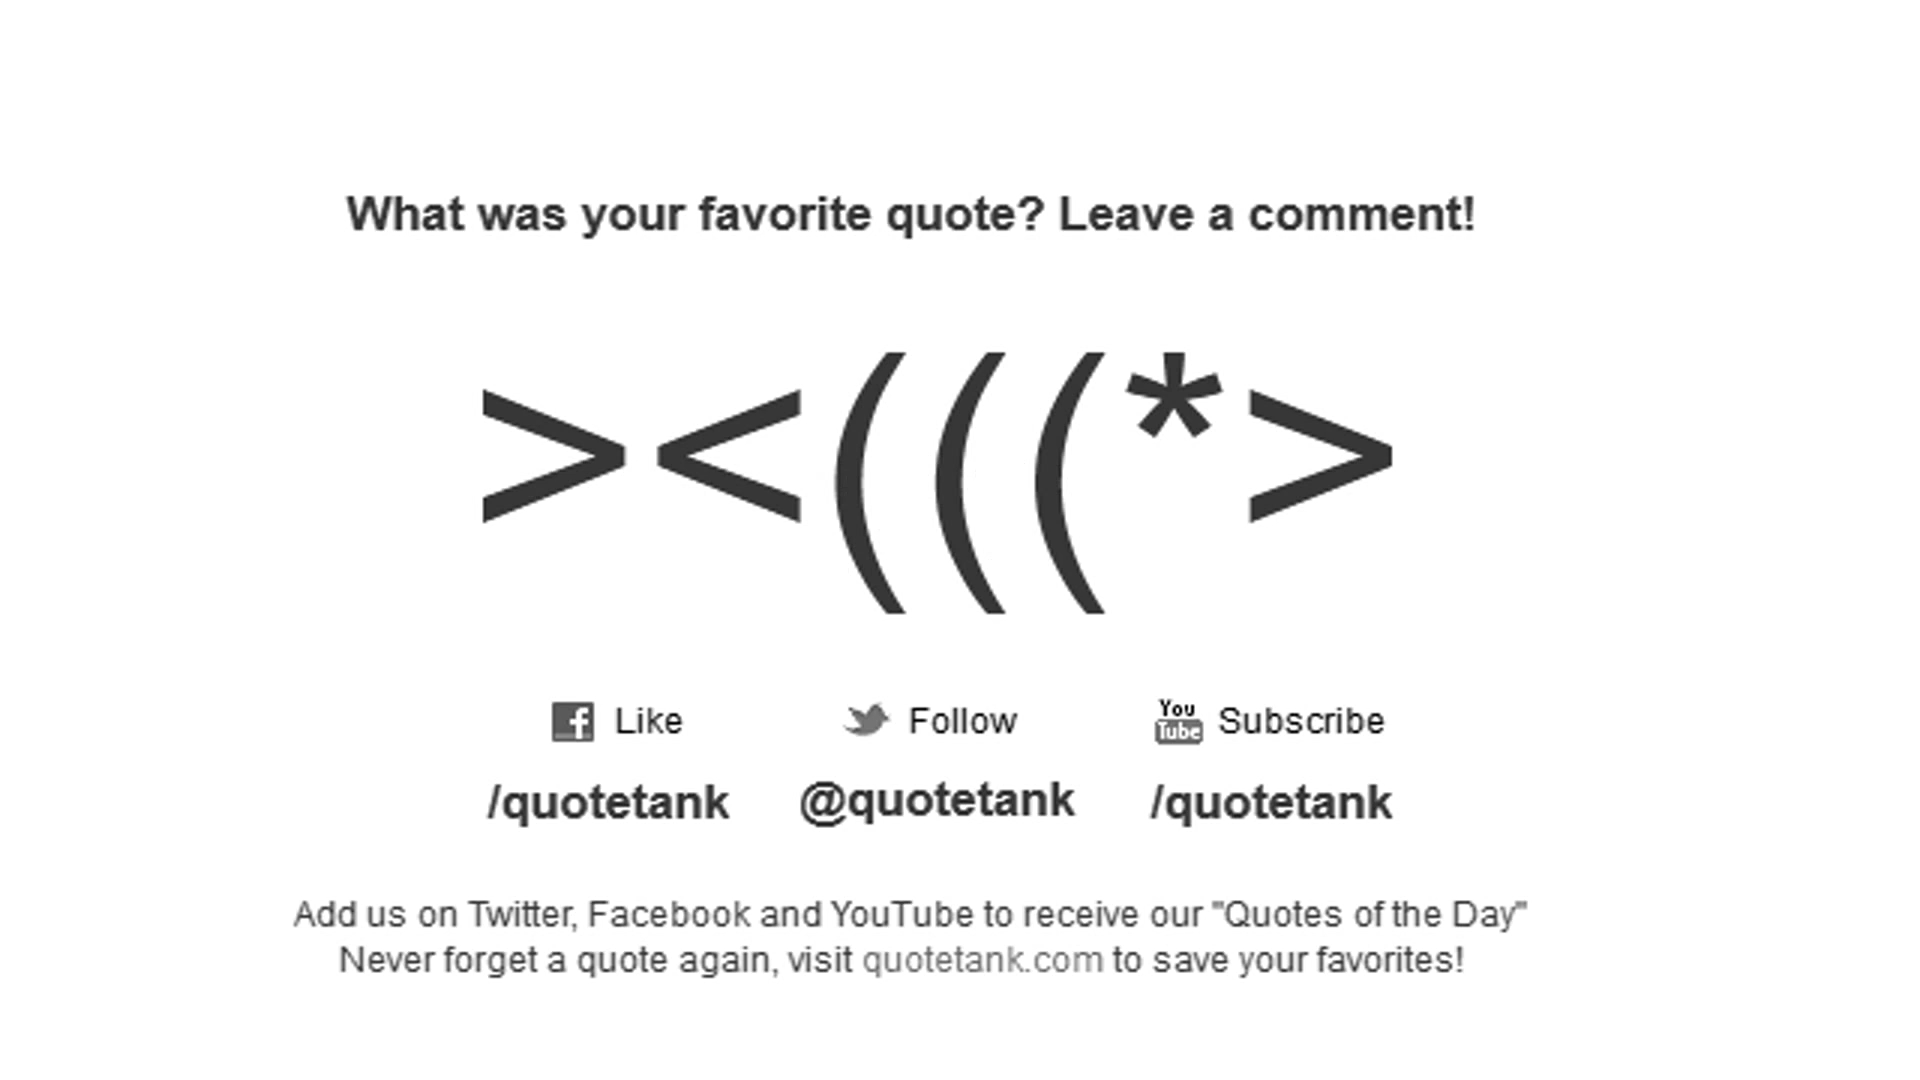 What was your favorite quote? Leave a comment!
><(((*>
f Like Follow You Tube Subscribe
/quotetank @quotetank /quotetank
Add us on Twitter, Facebook and YouTube to receive our "Quotes of the Day"
Never forget a quote again, visit quotetank.com to save your favorites!